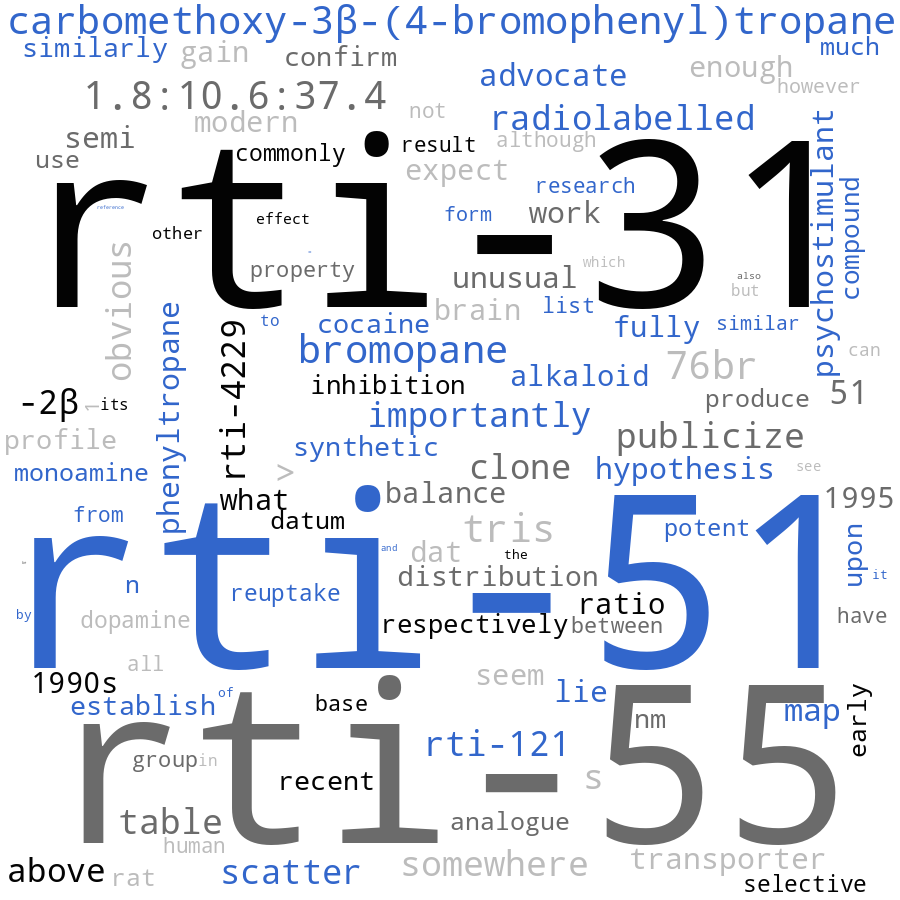 carbomethoxy-3β-(4-bromophenyl)tropane
similarly
gain
confirm
much
advocate
enough
however
1.8:10.6:37.4
modern
not
radiolabelled
semi
use
commonly
result
although
expect
psychostimulant
rti-31
research
reference
form
work
compound
other
effect
obvious
property
unusual
which
also
but
brain
list
to
cocaine
fully
similar
phenyltropane
rti-4229
bromopane
can
inhibition
alkaloid
76br
-2β
its
produce
51
importantly
profile
synthetic
publicize
monoamine
>
clone
hypothesis
see
what
balance
1995
from
datum
tris
potent
upon
rti-51
and
dat
the
distribution
it
n
reuptake
ratio
by
dopamine
respectively
between
have
all
seem
1990s
establish
of
base
lie
map
early
rti-55
nm
rti-121
group
in
recent
s
table
analogue
human
above
rat
scatter
somewhere
transporter
selective